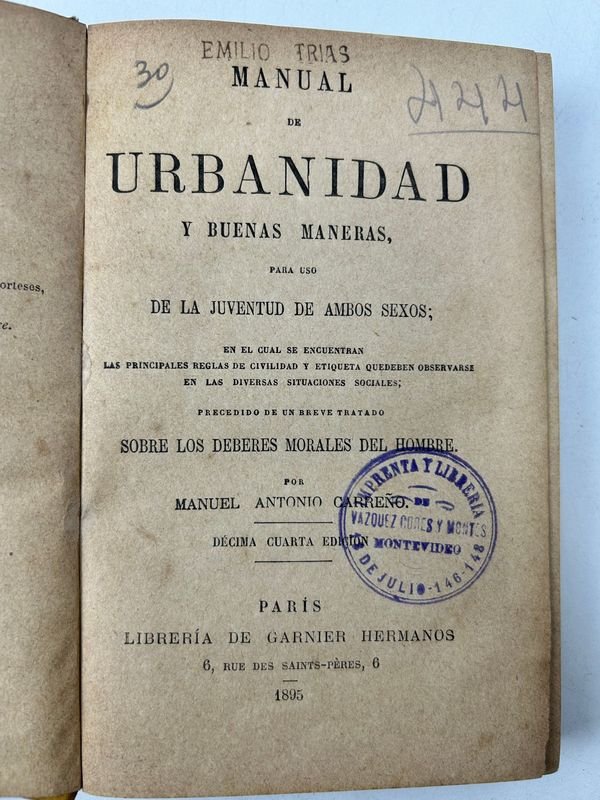 orteses,
re.
EMILIO TRIAS
30
MANUAL
DE
URBANIDAD
Y BUENAS MANERAS,
PARA USO
DE LA JUVENTUD DE AMBOS SEXOS;
EN EL CUAL SE ENCUENTRAN
LAS PRINCIPALES REGLAS DE CIVILIDAD Y ETIQUETA QUEDEBEN OBSERVARSE
EN LAS DIVERSAS SITUACIONES SOCIALES;
PRECEDIDO DE UN BREVE TRATADO
SOBRE LOS DEBERES MORALES DEL HOMBRE.
POR
MANUEL ANTONIO CARREÑO.
DÉCIMA CUARTA EDICIÓN
IMPRENTA Y LIBRERIA
DE
VAZQUEZ CORES Y MONTES
MONTEVIDEO
18 DE JULIO-146-148
PARÍS
LIBRERÍA DE GARNIER HERMANOS
6, RUE DES SAINTS-PÈRES, 6
1895